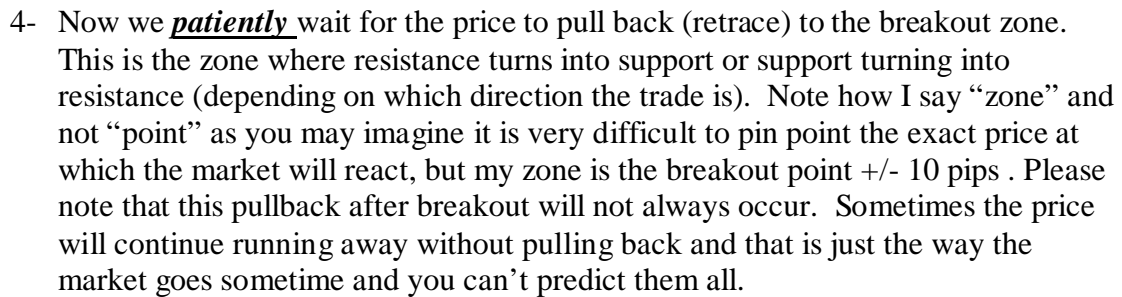 4- Now we patiently wait for the price to pull back (retrace) to the breakout zone.
This is the zone where resistance turns into support or support turning into
resistance (depending on which direction the trade is). Note how I say “zone” and
not “point” as you may imagine it is very difficult to pin point the exact price at
which the market will react, but my zone is the breakout point +/- 10 pips . Please
note that this pullback after breakout will not always occur. Sometimes the price
will continue running away without pulling back and that is just the way the
market goes sometime and you can’t predict them all.